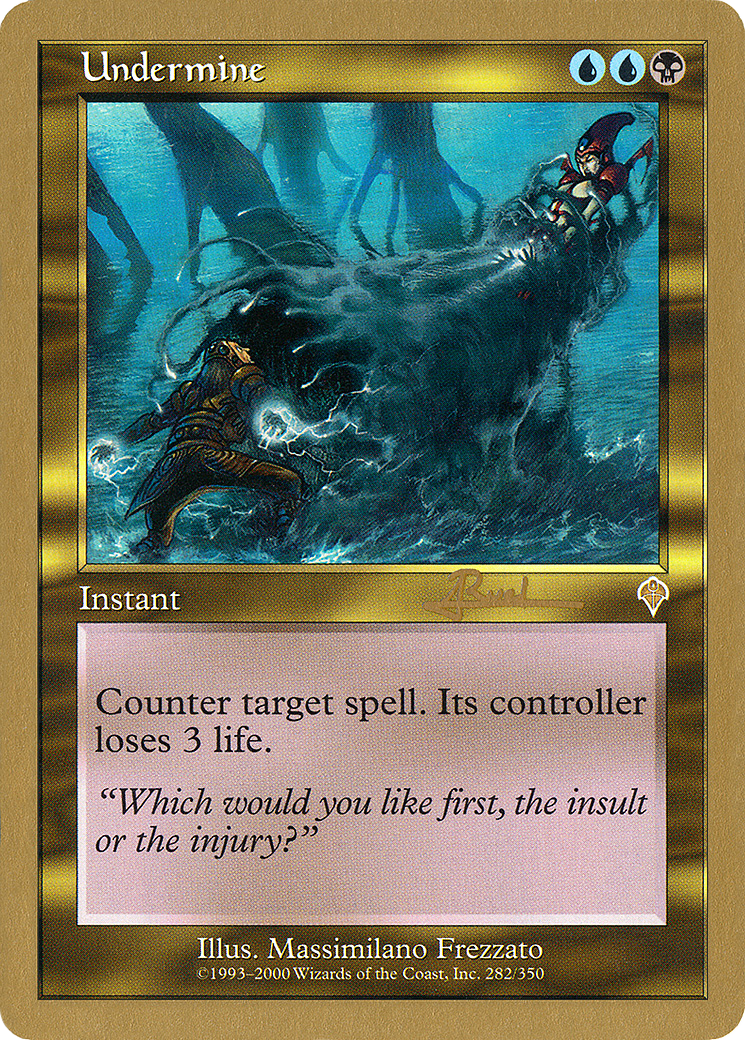 Undermine
Instant
Counter target spell. Its controller
loses 3 life.
“Which would you like first, the insult
or the injury?”
Illus. Massimilano Frezzato
©1993–2000 Wizards of the Coast, Inc. 282/350